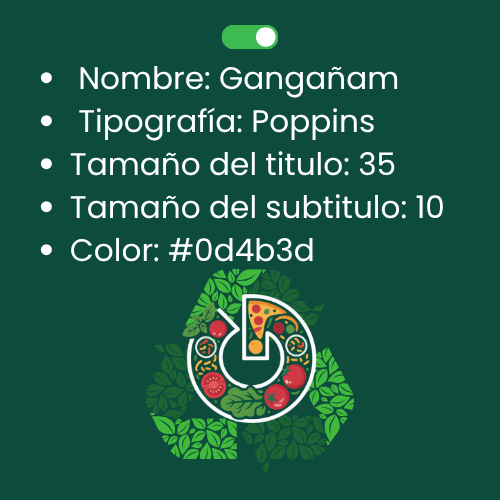 Nombre: Gangañam
Tipografía: Poppins
Tamaño del titulo: 35
Tamaño del subtitulo: 10
Color: #0d4b3d